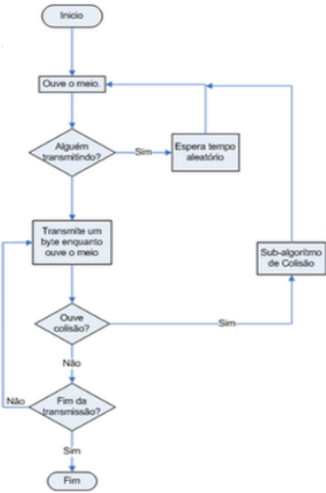 Inicio
Ouve o meio.
Alguém
transmitindo?
Sim
Espera tempo
aleatório
Transmite um
byte enquanto
ouve o meio
Sub-algoritmo
de Colisão
Ouve
colisão?
Sim
Não
Fim da
transmissão?
Não
Sim
Fim